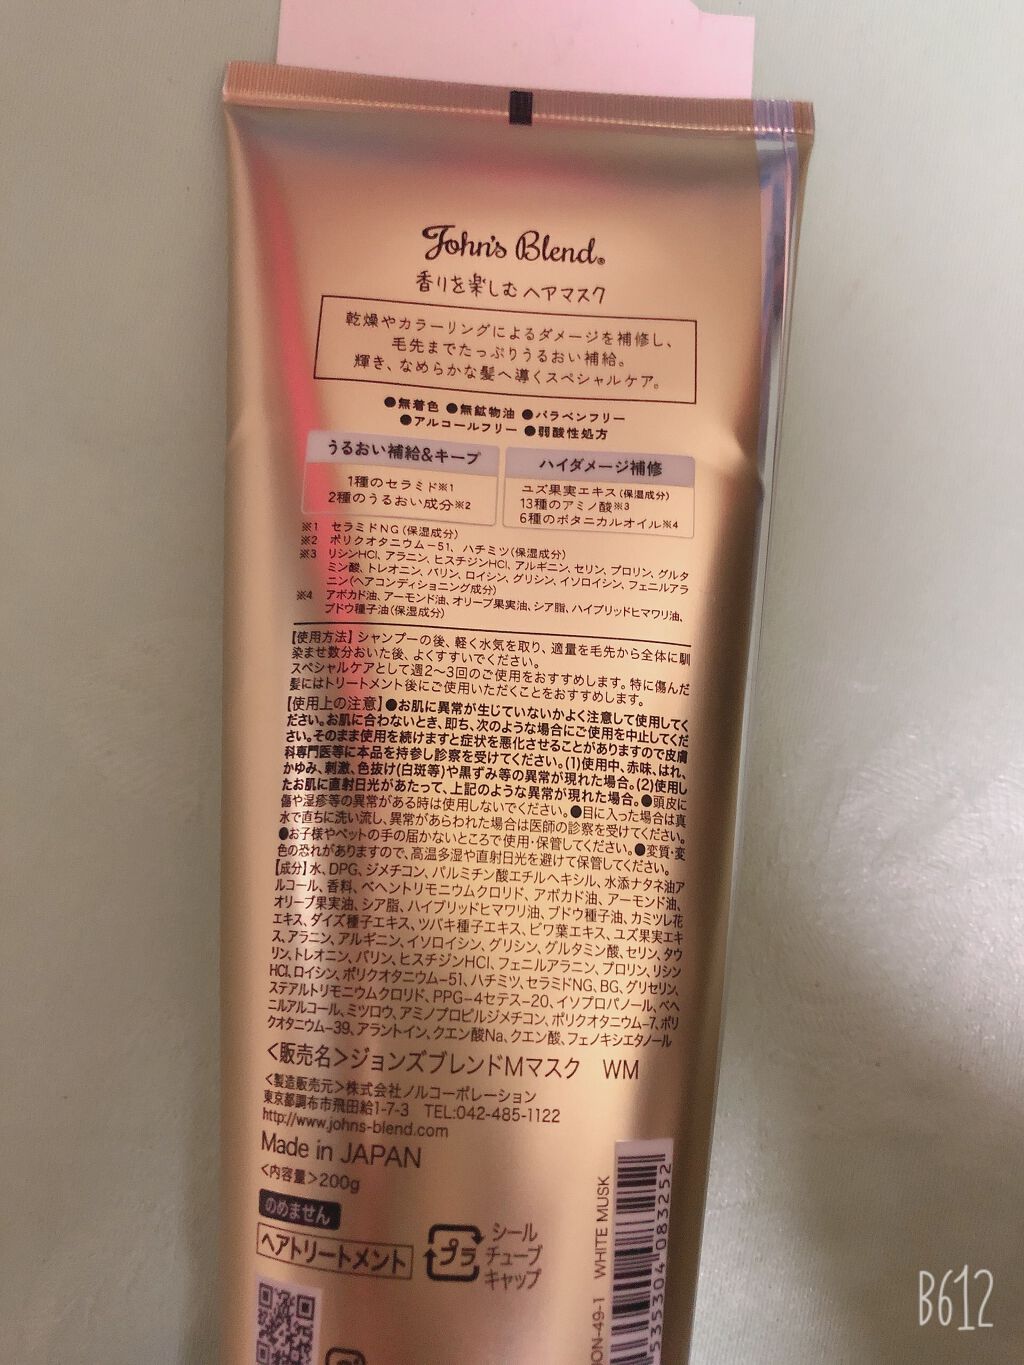 John's Blend®
香りを楽しむ ヘアマスク
乾燥やカラーリングによるダメージを補修し、
毛先までたっぷりうるおい補給。
輝き、なめらかな髪へ導くスペシャルケア。
●無着色 ●無鉱物油 ●パラベンフリー
●アルコールフリー ●弱酸性処方
うるおい補給&キープ
1種のセラミド※1
2種のうるおい成分※2
ハイダメージ補修
ユズ果実エキス(保湿成分)
13種のアミノ酸※3
6種のボタニカルオイル※4
※1 セラミドNG(保湿成分)
※2 ポリクオタニウム-51、ハチミツ(保湿成分)
※3 リシンHCl、アラニン、ヒスチジンHCl、アルギニン、セリン、プロリン、グルタ
ミン酸、トレオニン、バリン、ロイシン、グリシン、イソロイシン、フェニルアラ
ニン(ヘアコンディショニング成分)
※4 アボカド油、アーモンド油、オリーブ果実油、シア脂、ハイブリッドヒマワリ油、
ブドウ種子油(保湿成分)
【使用方法】シャンプーの後、軽く水気を取り、適量を毛先から全体に馴
染ませ数分おいた後、よくすすいでください。
スペシャルケアとして週2〜3回のご使用をおすすめします。特に傷んだ
髪にはトリートメント後にご使用いただくことをおすすめします。
【使用上の注意】●お肌に異常が生じていないかよく注意して使用してく
ださい。お肌に合わないとき、即ち、次のような場合にご使用を中止してくだ
さい。そのまま使用を続けますと症状を悪化させることがありますので皮膚
科専門医等に本品を持参し診察を受けてください。(1)使用中、赤味、はれ、
かゆみ、刺激、色抜け(白斑等)や黒ずみ等の異常が現れた場合。(2)使用し
たお肌に直射日光があたって、上記のような異常が現れた場合。●頭皮に
傷や湿疹等の異常がある時は使用しないでください。●目に入った場合は真
水で直ちに洗い流し、異常があらわれた場合は医師の診察を受けてください。
●お子様やペットの手の届かないところで使用・保管してください。●変質・変
色の恐れがありますので、高温多湿や直射日光を避けて保管してください。
【成分】水、DPG、ジメチコン、パルミチン酸エチルヘキシル、水添ナタネ油ア
ルコール、香料、ベヘントリモニウムクロリド、アボカド油、アーモンド油、
オリーブ果実油、シア脂、ハイブリッドヒマワリ油、ブドウ種子油、カミツレ花
エキス、ダイズ種子エキス、ツバキ種子エキス、ビワ葉エキス、ユズ果実エキ
ス、アラニン、アルギニン、イソロイシン、グリシン、グルタミン酸、セリン、タウ
リン、トレオニン、バリン、ヒスチジンHCl、フェニルアラニン、プロリン、リシン
HCl、ロイシン、ポリクオタニウム-51、ハチミツ、セラミドNG、BG、グリセリン、
ステアルトリモニウムクロリド、PPG-4セテス-20、イソプロパノール、ベヘ
ニルアルコール、ミツロウ、アミノプロピルジメチコン、ポリクオタニウム-7、ポリ
クオタニウム-39、アラントイン、クエン酸Na、クエン酸、フェノキシエタノール
<販売名>ジョンズブレンドMマスク WM
<製造販売元>株式会社ノルコーポレーション
東京都調布市飛田給1-7-3 TEL:042-485-1122
http://www.johns-blend.com
Made in JAPAN
<内容量>200g
のめません
ヘアトリートメント
プラ
シール
チューブ
キャップ
ON-49-1 WHITE MUSK
535304083252
B612